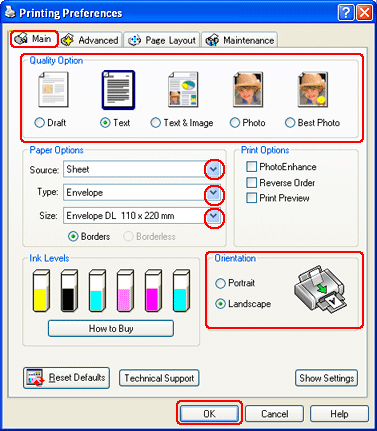 Printing Preferences
Main Advanced Page Layout Maintenance
Quality Option
Draft Text Text & Image Photo Best Photo
Paper Options
Source: Sheet
Type: Envelope
Size: Envelope DL 110 x 220 mm
Borders Borderless
Print Options
PhotoEnhance
Reverse Order
Print Preview
Ink Levels
How to Buy
Orientation
Portrait
Landscape
Reset Defaults Technical Support Show Settings
OK Cancel Help